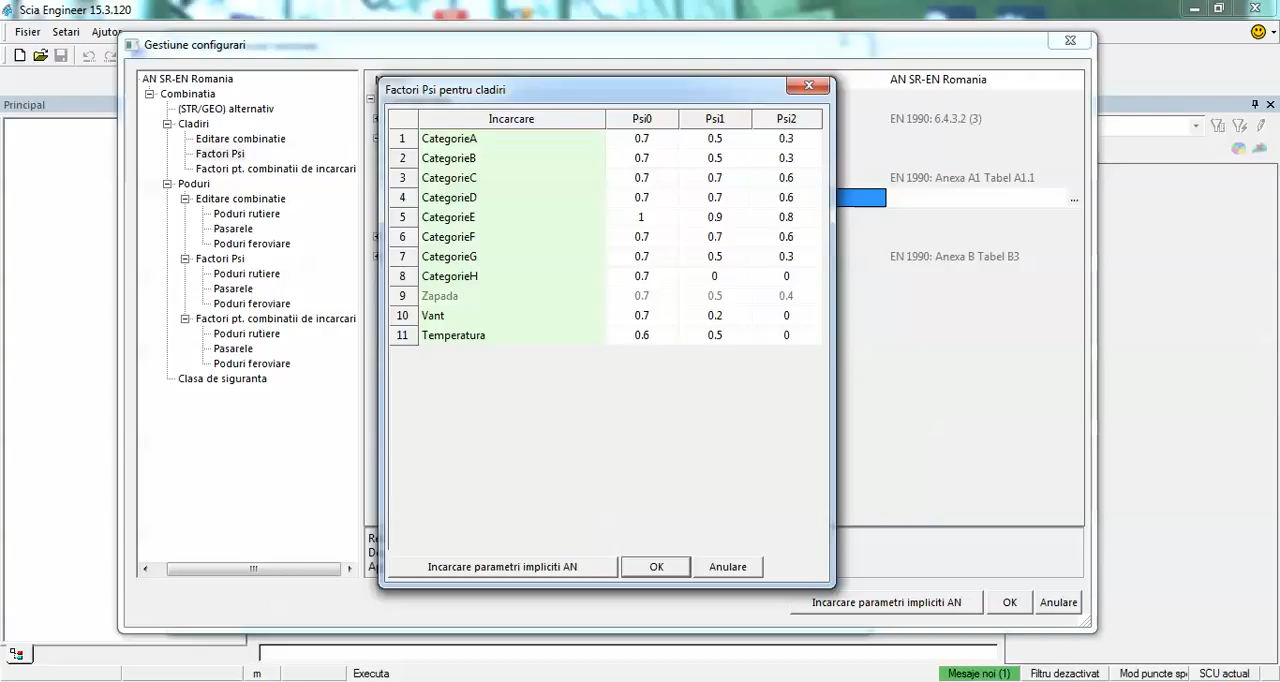 Scia Engineer 15.3.120
Fisier Setari Ajutor
Gestiune configurari
Principal
AN SR-EN Romania
Combinatia
(STR/GEO) alternativ
Cladiri
Editare combinatie
Factori Psi
Factori pt. combinatii de incarcari
Poduri
Editare combinatie
Poduri rutiere
Pasarele
Poduri feroviare
Factori Psi
Poduri rutiere
Pasarele
Poduri feroviare
Factori pt. combinatii de incarcari
Poduri rutiere
Pasarele
Poduri feroviare
Clasa de siguranta
Factori Psi pentru cladiri
Incarcare Psi0 Psi1 Psi2
1 CategorieA 0.7 0.5 0.3
2 CategorieB 0.7 0.5 0.3
3 CategorieC 0.7 0.7 0.6
4 CategorieD 0.7 0.7 0.6
5 CategorieE 1 0.9 0.8
6 CategorieF 0.7 0.7 0.6
7 CategorieG 0.7 0.5 0.3
8 CategorieH 0.7 0 0
9 Zapada 0.7 0.5 0.4
10 Vant 0.7 0.2 0
11 Temperatura 0.6 0.5 0
Incarcare parametri impliciti AN OK Anulare
AN SR-EN Romania
EN 1990: 6.4.3.2 (3)
EN 1990: Anexa A1 Tabel A1.1
...
EN 1990: Anexa B Tabel B3
Incarcare parametri impliciti AN OK Anulare
m Executa Mesaje noi (1) Filtru dezactivat Mod puncte SCU actual